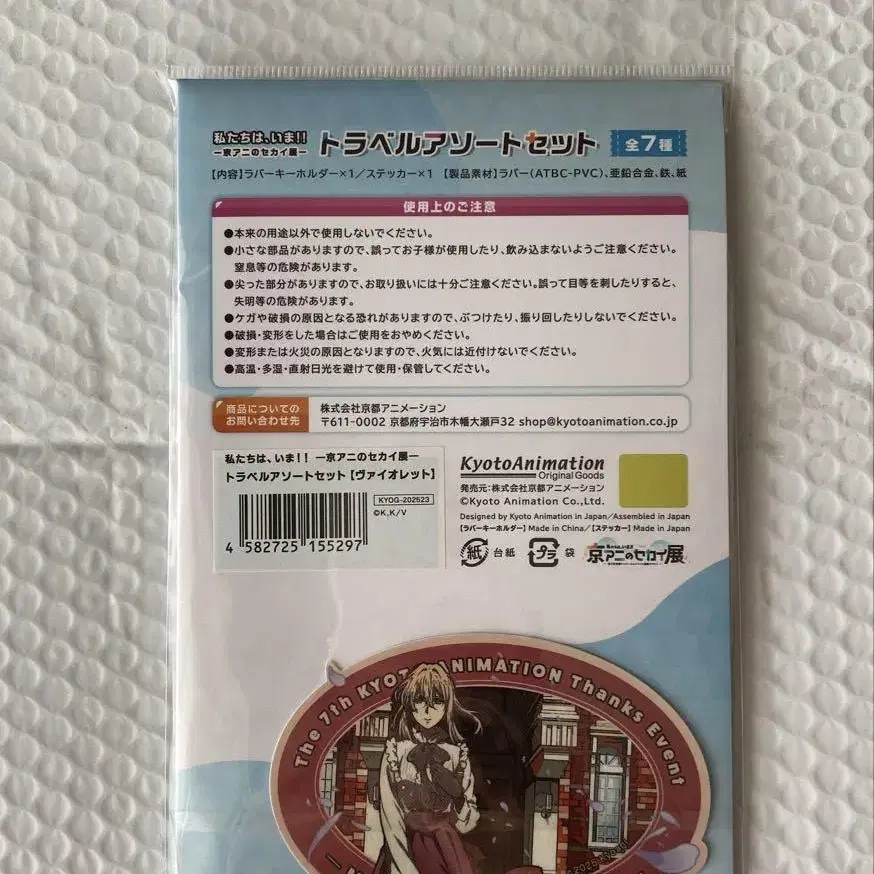 私たちは、いま!!
ー京アニのセカイ展ー
トラベルアソートセット
全7種
【内容】ラバーキーホルダー×1／ステッカー×1 【製品素材】ラバー(ATBC-PVC)、亜鉛合金、鉄、紙
使用上のご注意
●本来の用途以外で使用しないでください。
●小さな部品がありますので、誤ってお子様が使用したり、飲み込まないようご注意ください。
窒息等の危険があります。
●尖った部分がありますので、お取り扱いには十分ご注意ください。誤って目等を刺したりすると、
失明等の危険があります。
●ケガや破損の原因となる恐れがありますので、ぶつけたり、振り回したりしないでください。
●破損・変形をした場合はご使用をおやめください。
●変形または火災の原因となりますので、火気には近付けないでください。
●高温・多湿・直射日光を避けて使用・保管してください。
商品についての
お問い合わせ先
株式会社京都アニメーション
〒611-0002 京都府宇治市木幡大瀬戸32 shop@kyotoanimation.co.jp
私たちは、いま!! ー京アニのセカイ展ー
トラベルアソートセット【ヴァイオレット】
KYOG-202523
©K,K/V
4 582725 155297
KyotoAnimation
Original Goods
発売元：株式会社京都アニメーション
©Kyoto Animation Co.,Ltd.
Designed by Kyoto Animation in Japan/Assembled in Japan
【ラバーキーホルダー】Made in China/【ステッカー】Made in Japan
紙 台紙
プラ 袋
京アニのセカイ展
The 7th KYOTO ANIMATION Thanks Event